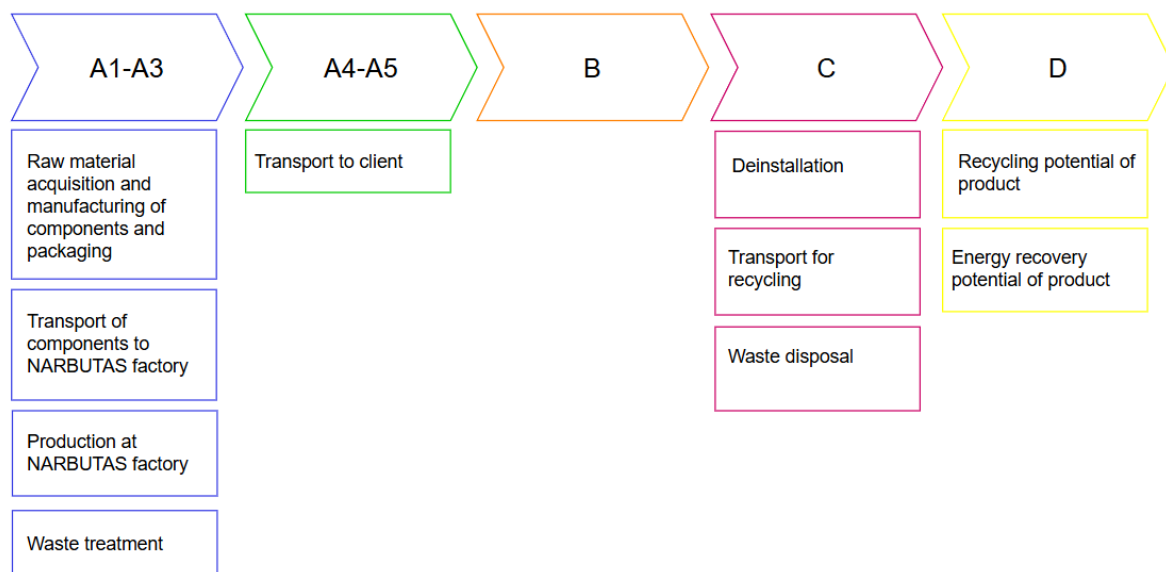 A1-A3
A4-A5
B
C
D
Raw material
acquisition and
manufacturing of
components and
packaging
Transport of
components to
NARBUTAS factory
Production at
NARBUTAS factory
Waste treatment
Transport to client
Deinstallation
Transport for
recycling
Waste disposal
Recycling potential of
product
Energy recovery
potential of product